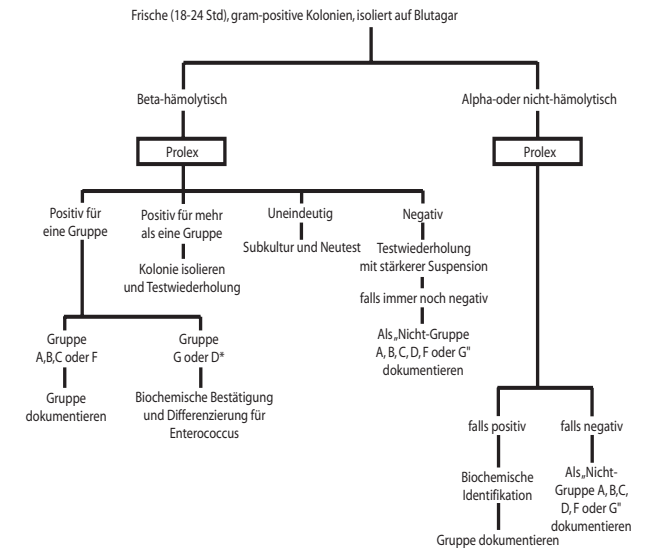 Frische (18-24 Std), gram-positive Kolonien, isoliert auf Blutagar
Beta-hämolytisch
Alpha-oder nicht-hämolytisch
Prolex
Prolex
Positiv für
eine Gruppe
Positiv für mehr
als eine Gruppe
Uneindeutig
Negativ
Kolonie isolieren
und Testwiederholung
Subkultur und Neutest
Testwiederholung
mit stärkerer Suspension
falls immer noch negativ
Als„Nicht-Gruppe
A, B, C, D, F oder G"
dokumentieren
Gruppe
A,B,C oder F
Gruppe
dokumentieren
Gruppe
G oder D*
Biochemische Bestätigung
und Differenzierung für
Enterococcus
falls positiv
falls negativ
Biochemische
Identifikation
Gruppe dokumentieren
Als„Nicht-
Gruppe A, B,C,
D, F oder G"
dokumentieren